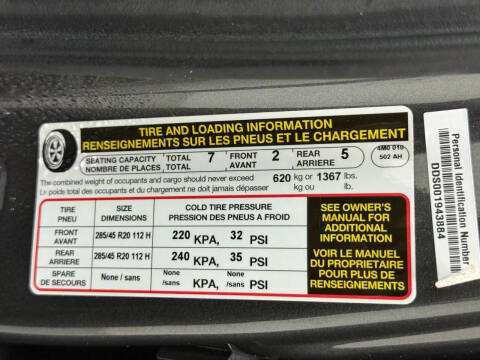 TIRE AND LOADING INFORMATION
RENSEIGNEMENTS SUR LES PNEUS ET LE CHARGEMENT
SEATING CAPACITY TOTAL 7 FRONT 2 REAR 5
NOMBRE DE PLACES TOTAL AVANT ARRIERE
4M0 010
502 AH
The combined weight of occupants and cargo should never exceed 620 kg or 1367 lbs.
Le poids total des occupants et du chargement ne doit jamais dépasser kg ou lb.
TIRE SIZE COLD TIRE PRESSURE
PNEU DIMENSIONS PRESSION DES PNEUS A FROID
FRONT
AVANT 285/45 R20 112 H 220 KPA, 32 PSI
REAR
ARRIERE 285/45 R20 112 H 240 KPA, 35 PSI
SPARE None None
DE SECOURS None / sans /sans KPA, /sans PSI
SEE OWNER'S
MANUAL FOR
ADDITIONAL
INFORMATION
VOIR LE MANUEL
DU PROPRIETAIRE
POUR PLUS DE
RENSEIGNEMENTS
Personal Identification Number
DDS001943884